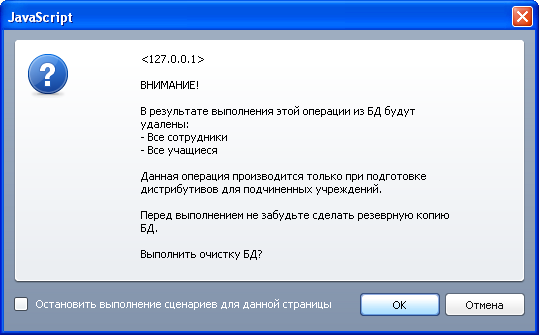 JavaScript
<127.0.0.1>
ВНИМАНИЕ!
В результате выполнения этой операции из БД будут
удалены:
- Все сотрудники
- Все учащиеся
Данная операция производится только при подготовке
дистрибутивов для подчиненных учреждений.
Перед выполнением не забудьте сделать резеврную копию
БД.
Выполнить очистку БД?
Остановить выполнение сценариев для данной страницы
OK
Отмена